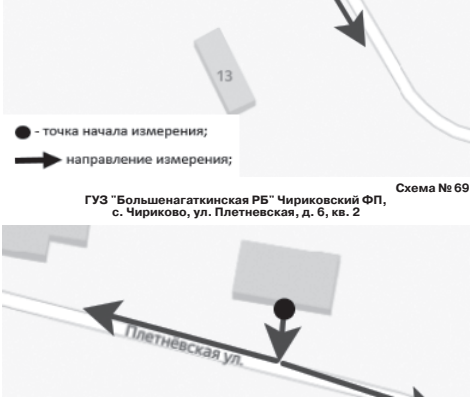 13
- точка начала измерения;
направление измерения;
Схема № 69
ГУЗ "Большенагаткинская РБ" Чириковский ФП,
с. Чириково, ул. Плетневская, д. 6, кв. 2
Плетнёвская ул.